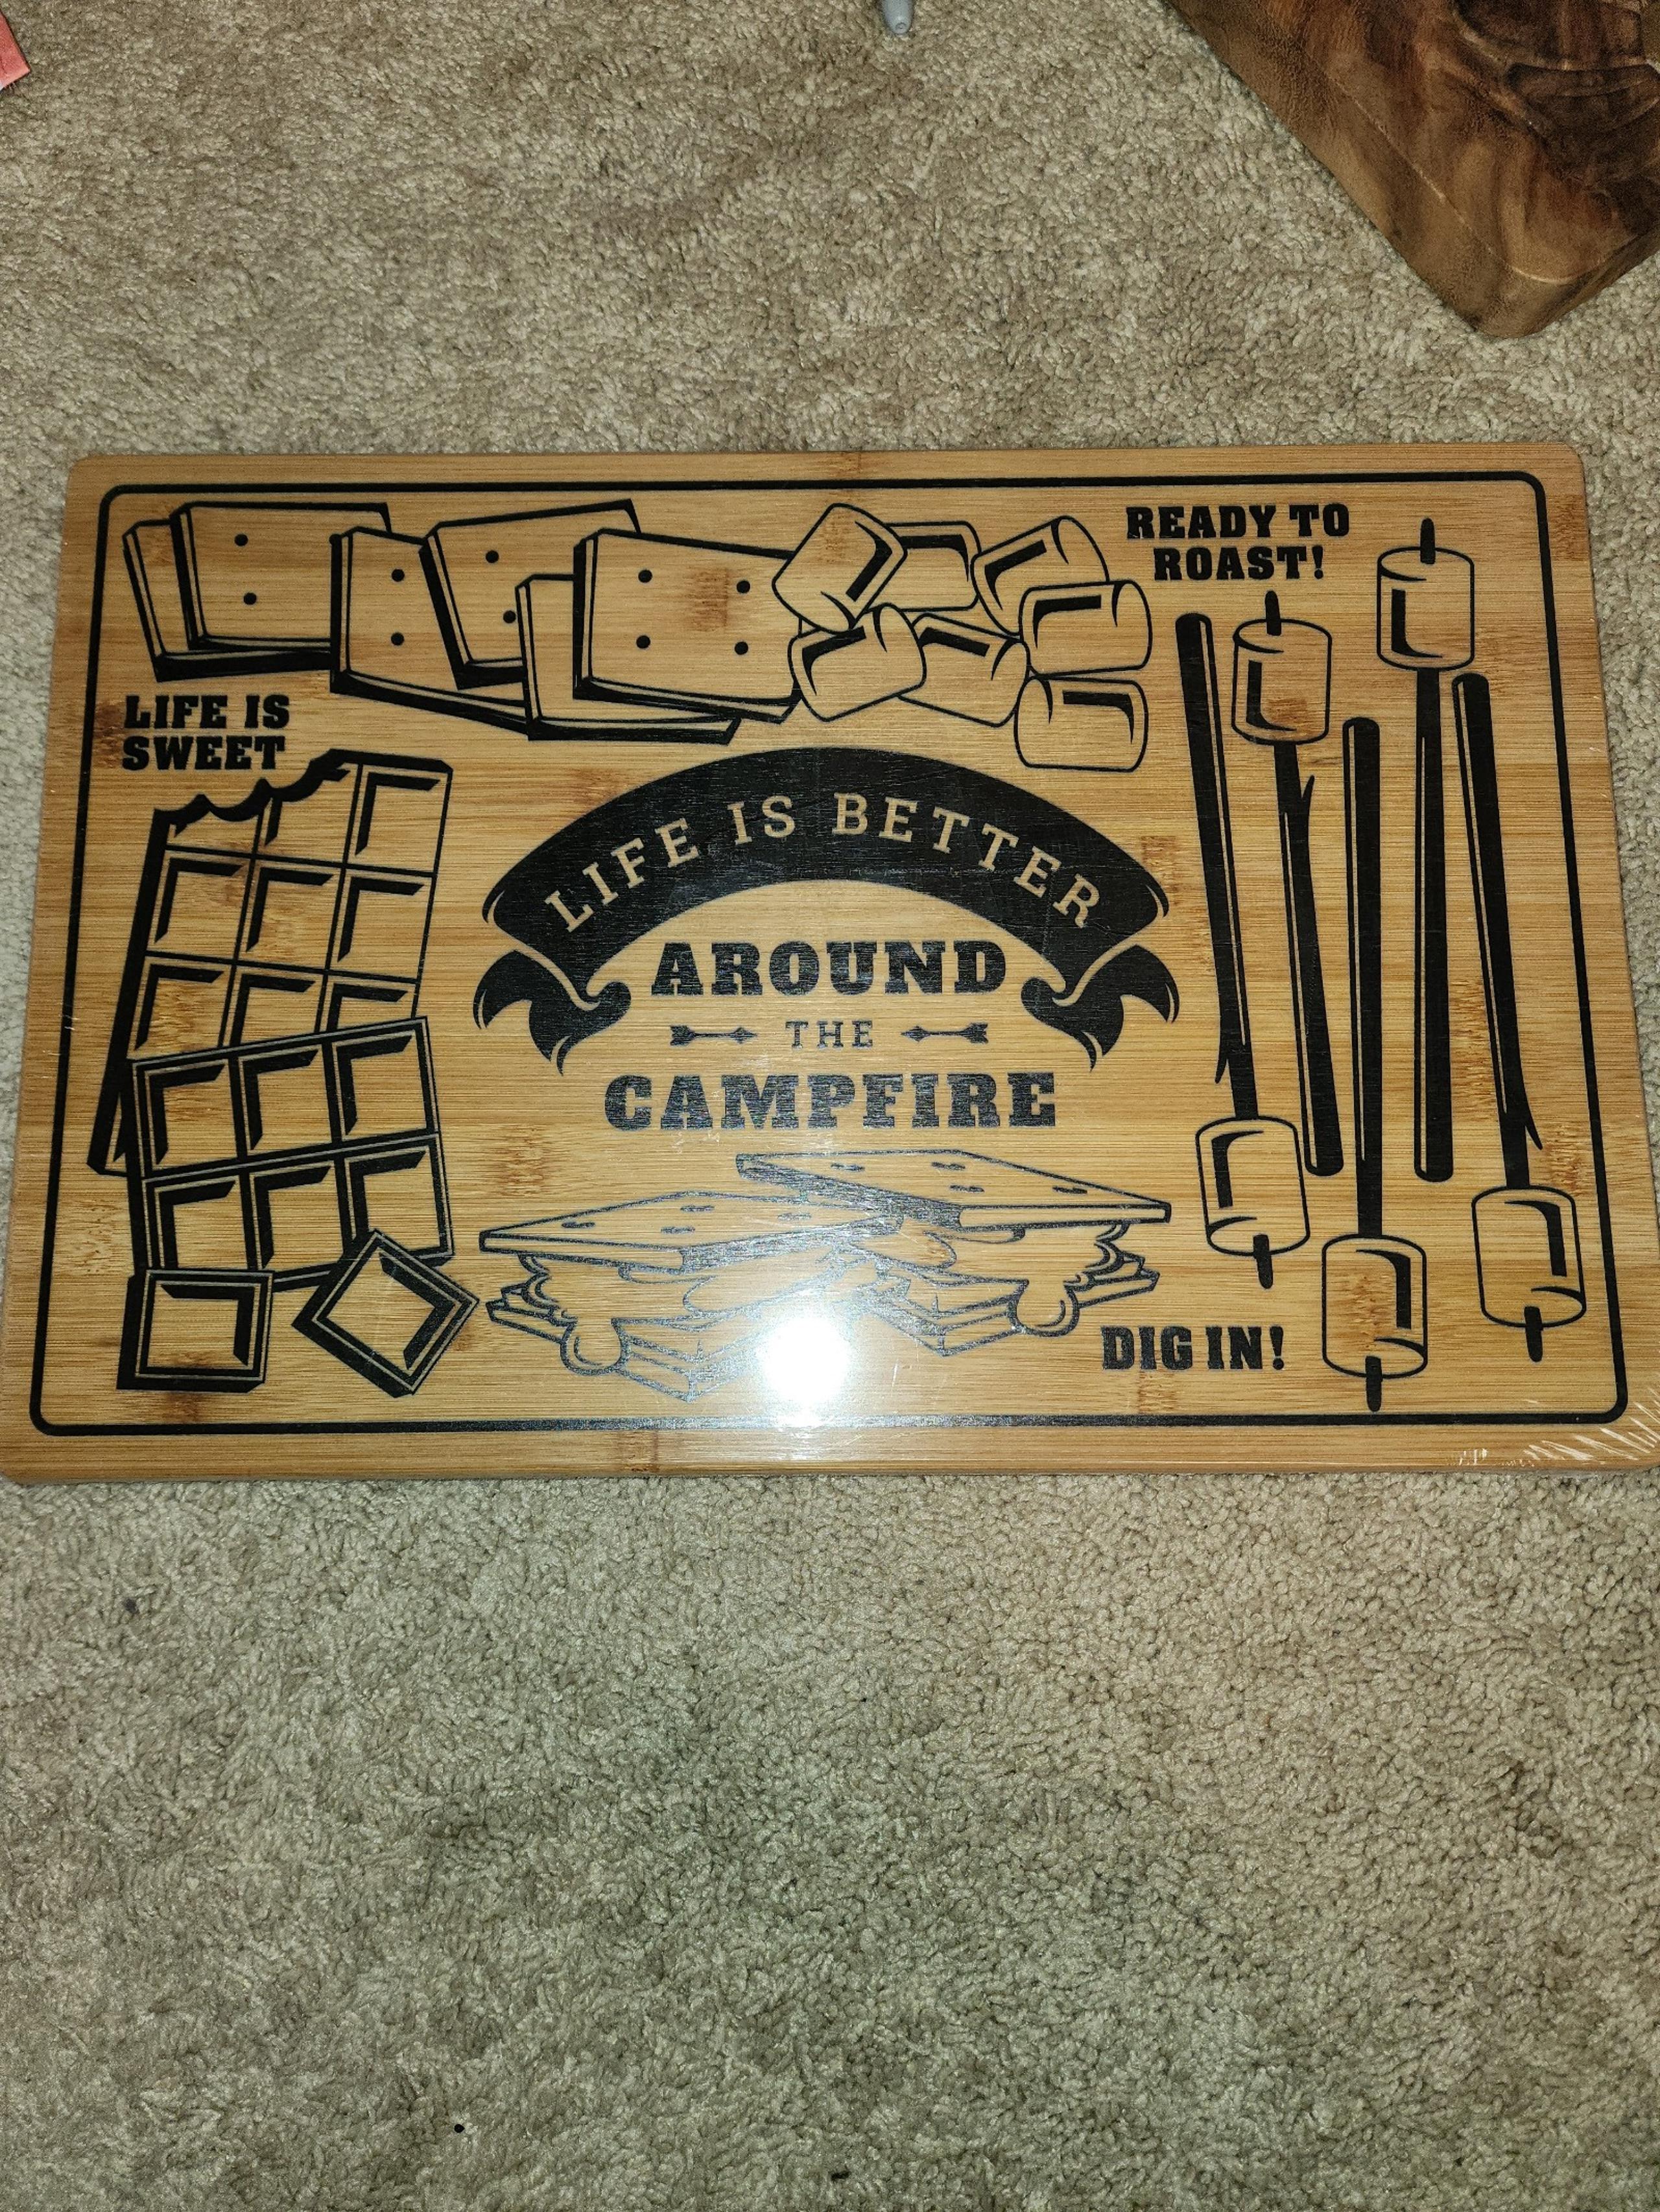 READY TO
ROAST!
LIFE IS
SWEET
LIFE IS BETTER
AROUND
THE
CAMPFIRE
DIG IN!